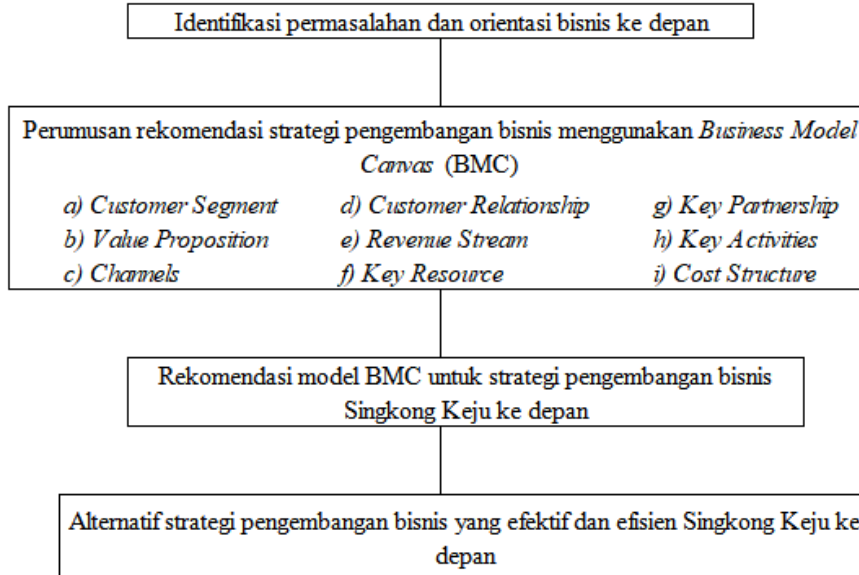 Identifikasi permasalahan dan orientasi bisnis ke depan
Perumusan rekomendasi strategi pengembangan bisnis menggunakan Business Model
Canvas (BMC)
a) Customer Segment d) Customer Relationship g) Key Partnership
b) Value Proposition e) Revenue Stream h) Key Activities
c) Channels f) Key Resource i) Cost Structure
Rekomendasi model BMC untuk strategi pengembangan bisnis
Singkong Keju ke depan
Alternatif strategi pengembangan bisnis yang efektif dan efisien Singkong Keju ke
depan